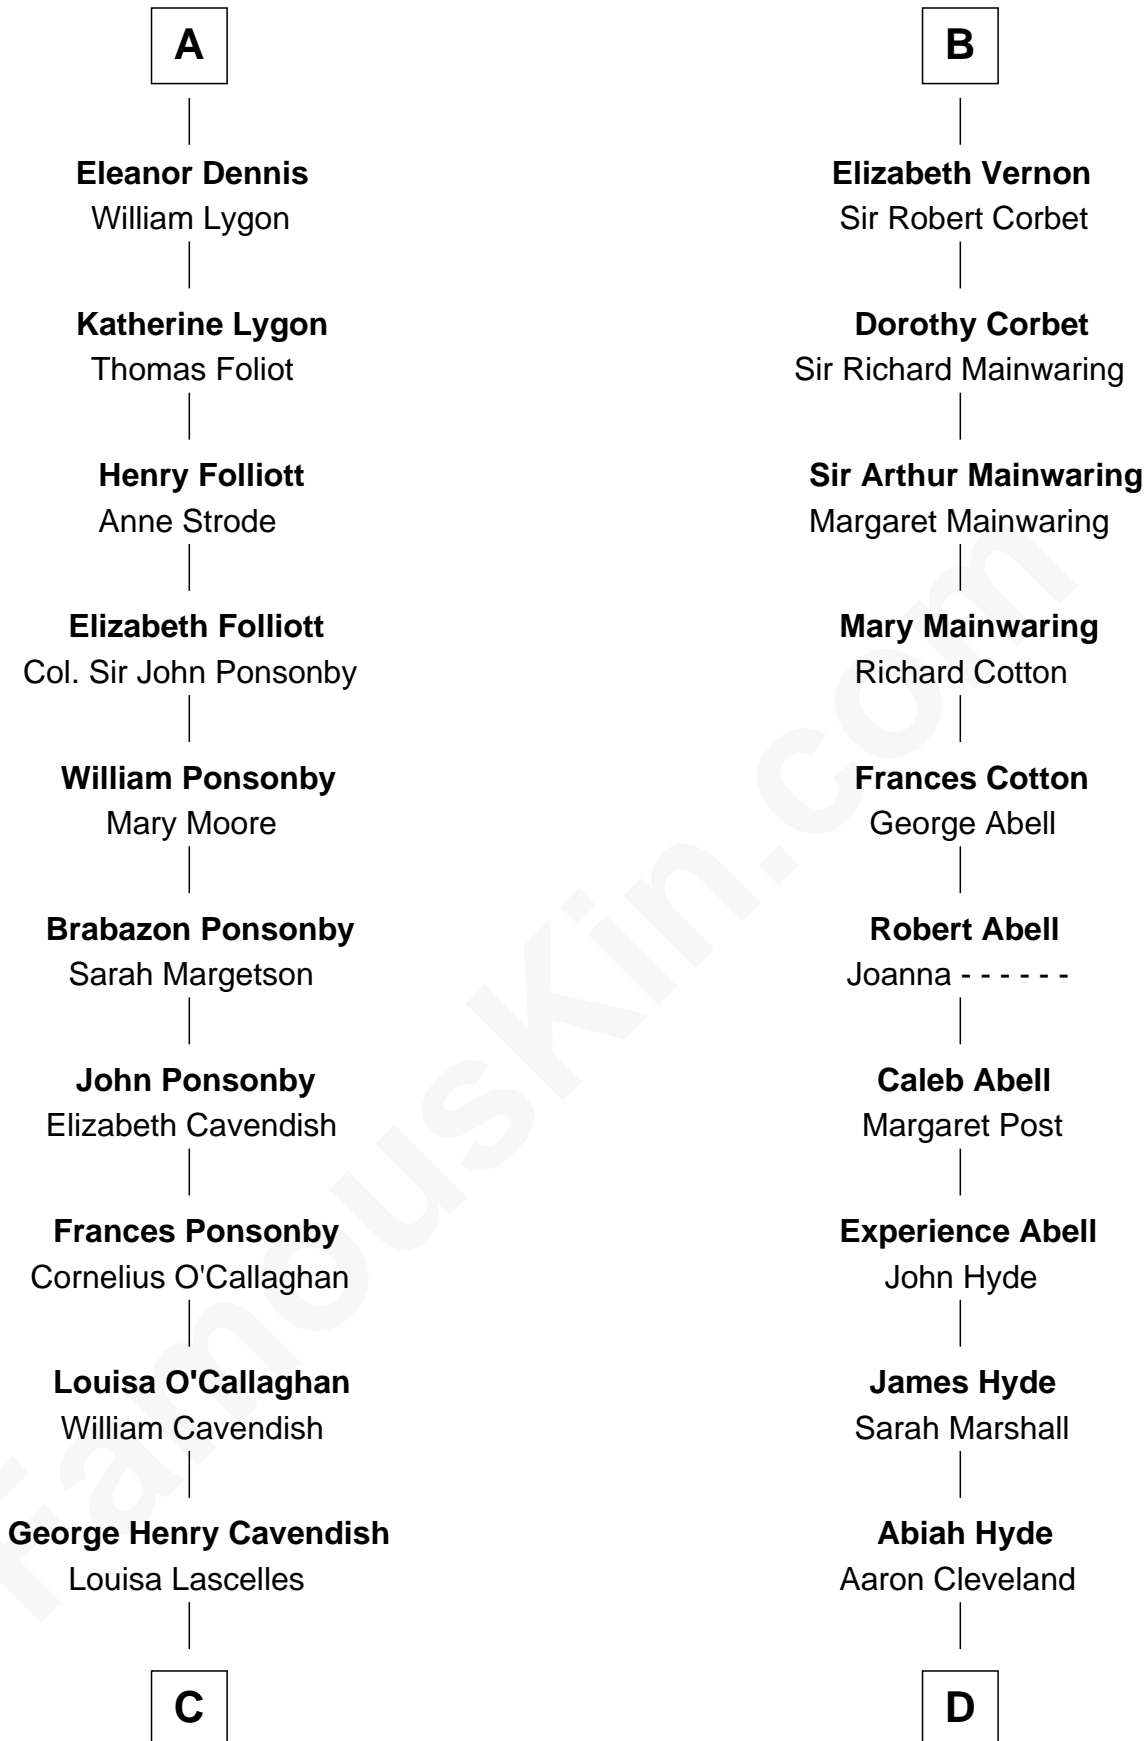 A
Eleanor Dennis
William Lygon
Katherine Lygon
Thomas Foliot
Henry Folliott
Anne Strode
Elizabeth Folliott
Col. Sir John Ponsonby
William Ponsonby
Mary Moore
Brabazon Ponsonby
Sarah Margetson
John Ponsonby
Elizabeth Cavendish
Frances Ponsonby
Cornelius O'Callaghan
Louisa O'Callaghan
William Cavendish
George Henry Cavendish
Louisa Lascelles
C
B
Elizabeth Vernon
Sir Robert Corbet
Dorothy Corbet
Sir Richard Mainwaring
Sir Arthur Mainwaring
Margaret Mainwaring
Mary Mainwaring
Richard Cotton
Frances Cotton
George Abell
Robert Abell
Joanna - - - - - -
Caleb Abell
Margaret Post
Experience Abell
John Hyde
James Hyde
Sarah Marshall
Abiah Hyde
Aaron Cleveland
D
FamousKin.com